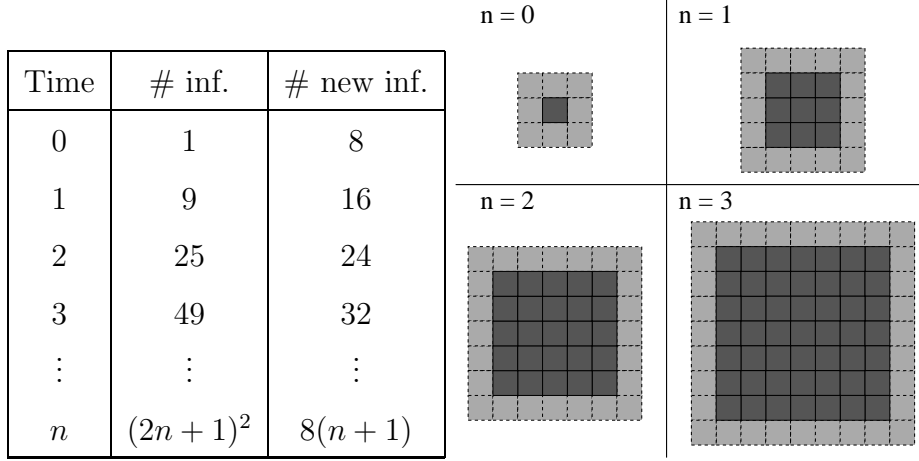 Time # inf. # new inf.
0 1 8
1 9 16
2 25 24
3 49 32
⋮ ⋮ ⋮
n (2n + 1)² 8(n + 1)
n = 0
n = 1
n = 2
n = 3